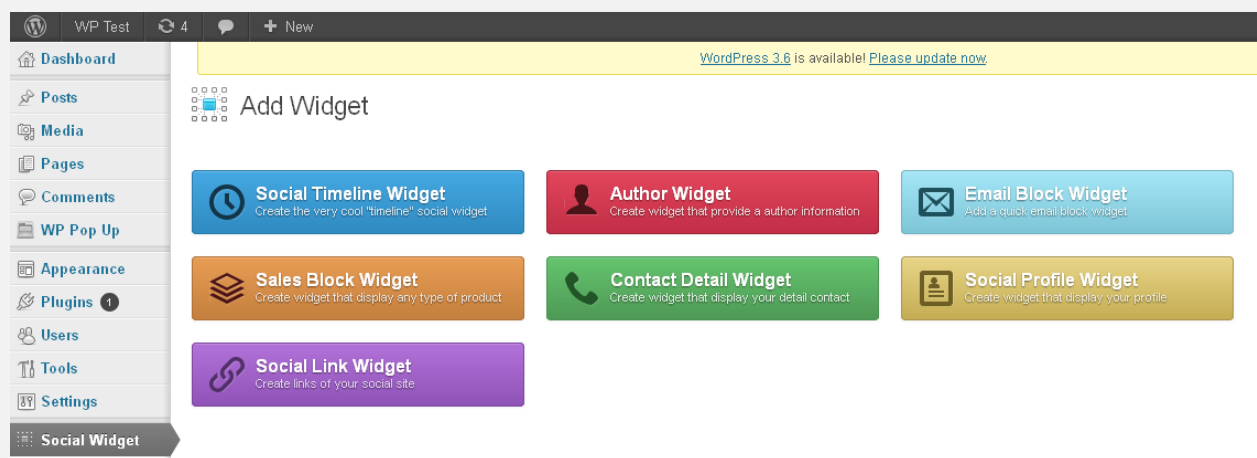 WP Test 4 + New
WordPress 3.6 is available! Please update now.
Dashboard
Posts
Media
Pages
Comments
WP Pop Up
Appearance
Plugins 1
Users
Tools
Settings
Social Widget
Add Widget
Social Timeline Widget
Create the very cool "timeline" social widget
Author Widget
Create widget that provide a author information
Email Block Widget
Add a quick email block widget
Sales Block Widget
Create widget that display any type of product
Contact Detail Widget
Create widget that display your detail contact
Social Profile Widget
Create widget that display your profile
Social Link Widget
Create links of your social site